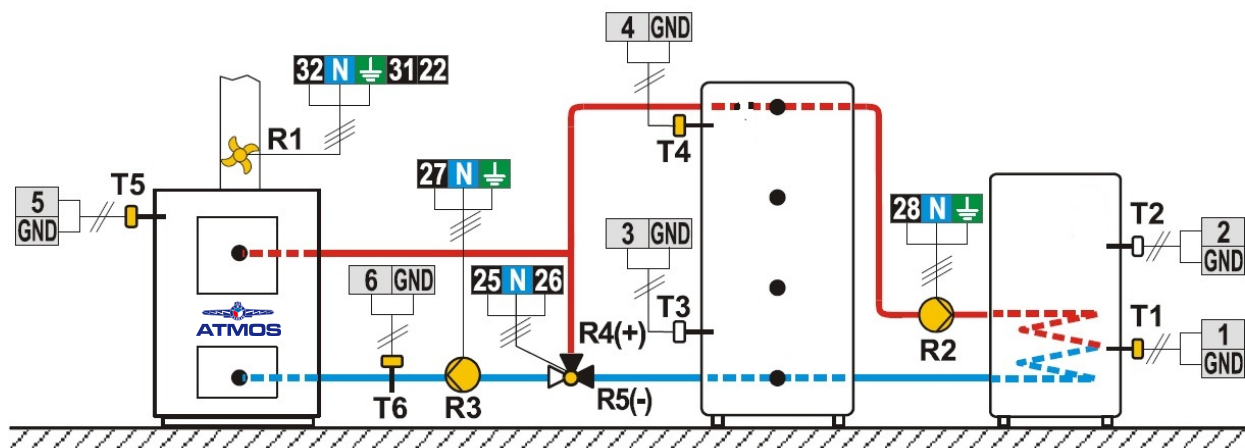 4 GND
32 N 31 22
R1
T4
27 N
5
GND
T5
28 N
T2
2
GND
3 GND
6 GND
25 N 26
T3
R4(+)
T1
1
GND
ATMOS
R2
T6
R3
R5(-)